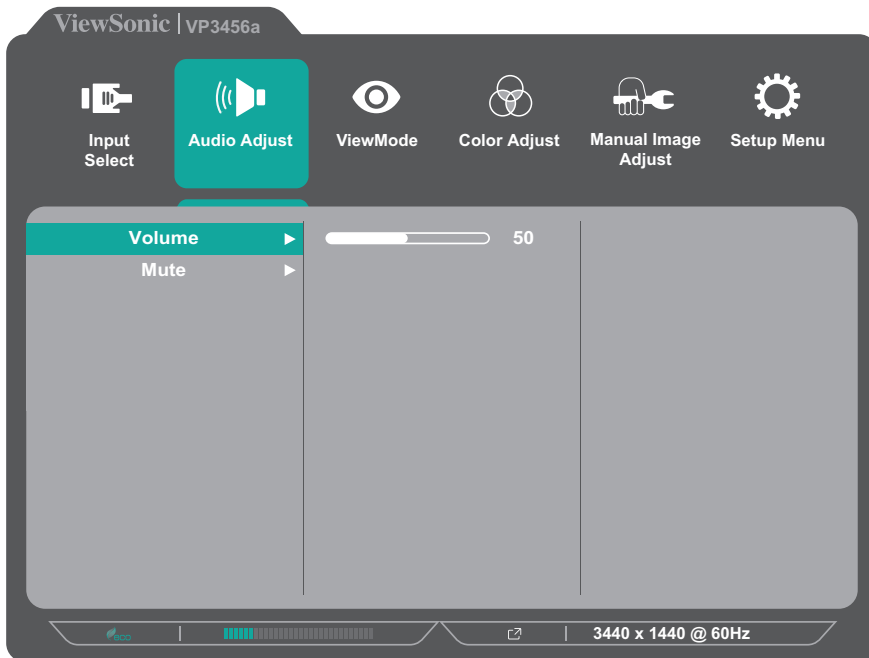 ViewSonic | VP3456a
Input
Select
Audio Adjust
ViewMode
Color Adjust
Manual Image
Adjust
Setup Menu
Volume
50
Mute
ECO
3440 x 1440 @ 60Hz